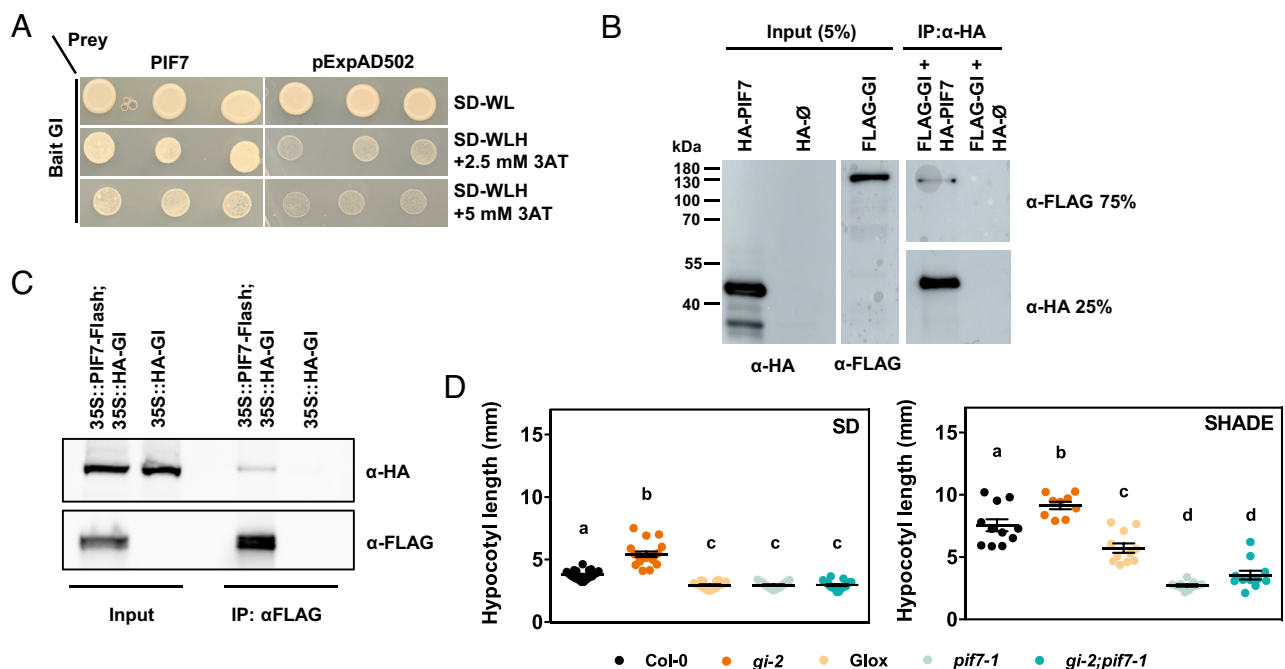 A
Prey
PIF7
pExpAD502
Bait GI
SD-WL
SD-WLH
+2.5 mM 3AT
SD-WLH
+5 mM 3AT
B
Input (5%)
IP:α-HA
HA-PIF7
HA-Ø
FLAG-GI
FLAG-GI +
HA-PIF7
FLAG-GI +
HA-Ø
kDa
180
130
100
70
55
40
α-FLAG 75%
α-HA 25%
α-HA
α-FLAG
C
35S::PIF7-Flash;
35S::HA-GI
35S::HA-GI
35S::PIF7-Flash;
35S::HA-GI
35S::HA-GI
α-HA
α-FLAG
Input
IP: αFLAG
D
Hypocotyl length (mm)
15
10
5
0
SD
a
b
c
c
c
Hypocotyl length (mm)
15
10
5
0
SHADE
a
b
c
d
d
Col-0
gi-2
Glox
pif7-1
gi-2;pif7-1